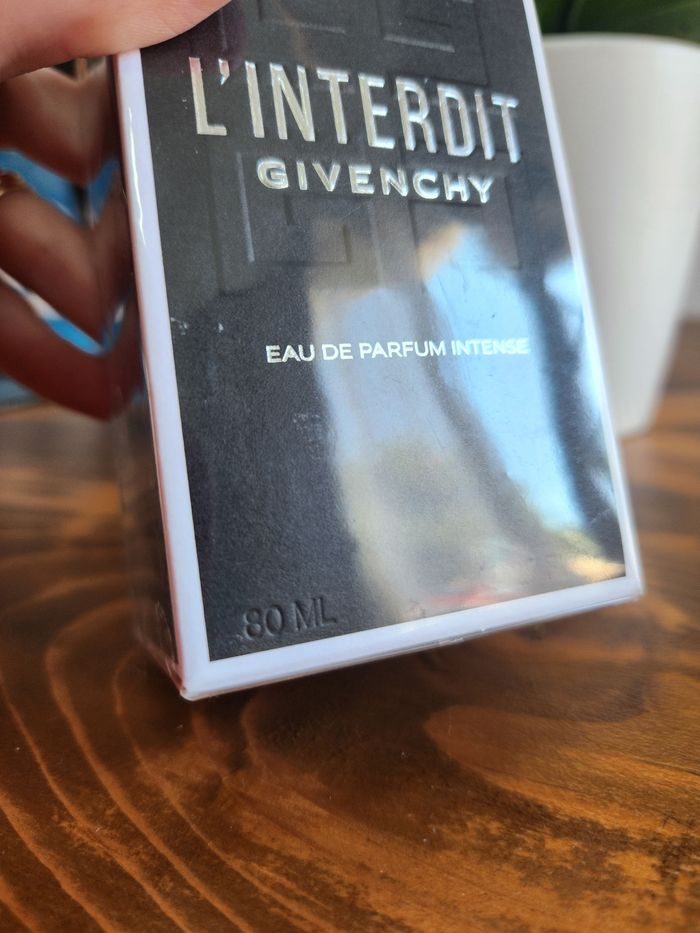 L'INTERDIT
GIVENCHY
EAU DE PARFUM INTENSE
80 ML